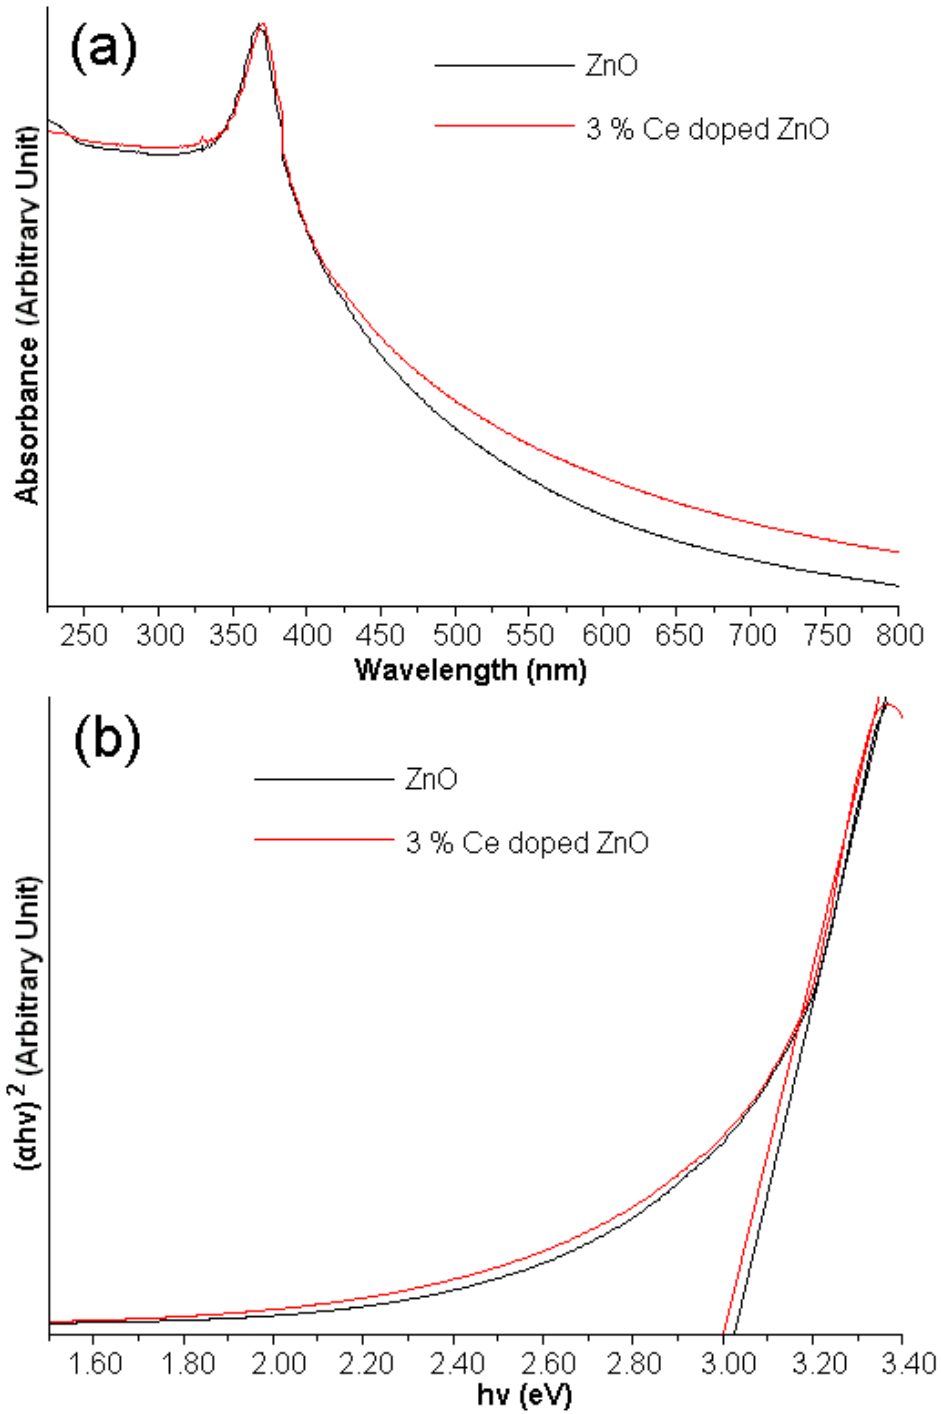 (a)
ZnO
3 % Ce doped ZnO
Absorbance (Arbitrary Unit)
250 300 350 400 450 500 550 600 650 700 750 800
Wavelength (nm)
(b)
ZnO
3 % Ce doped ZnO
(αhν)² (Arbitrary Unit)
1.60 1.80 2.00 2.20 2.40 2.60 2.80 3.00 3.20 3.40
hν (eV)